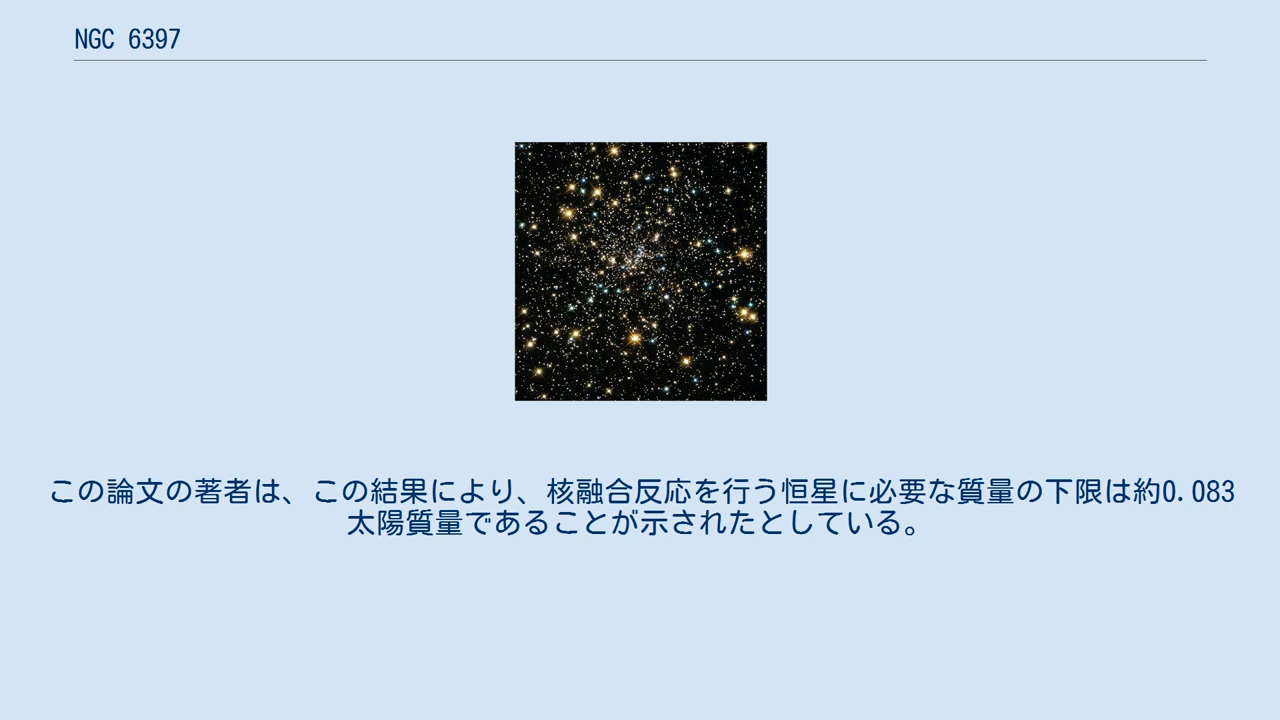 NGC 6397
この論文の著者は、この結果により、核融合反応を行う恒星に必要な質量の下限は約0.083
太陽質量であることが示されたとしている。